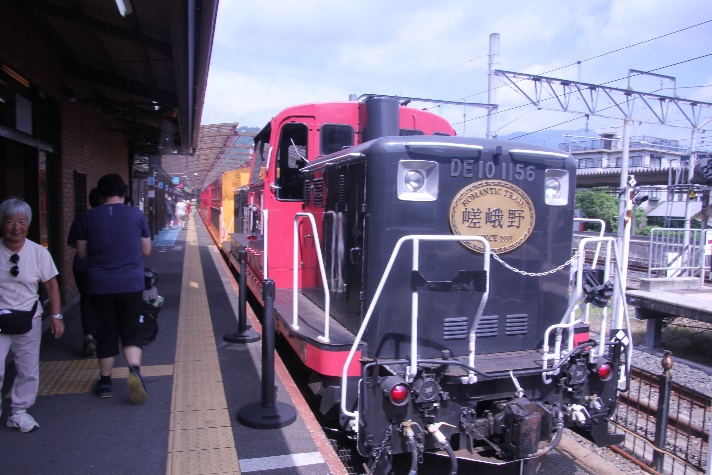 DE10 1156
ROMANTIC TRAIN
嵯峨野
SINCE 1991